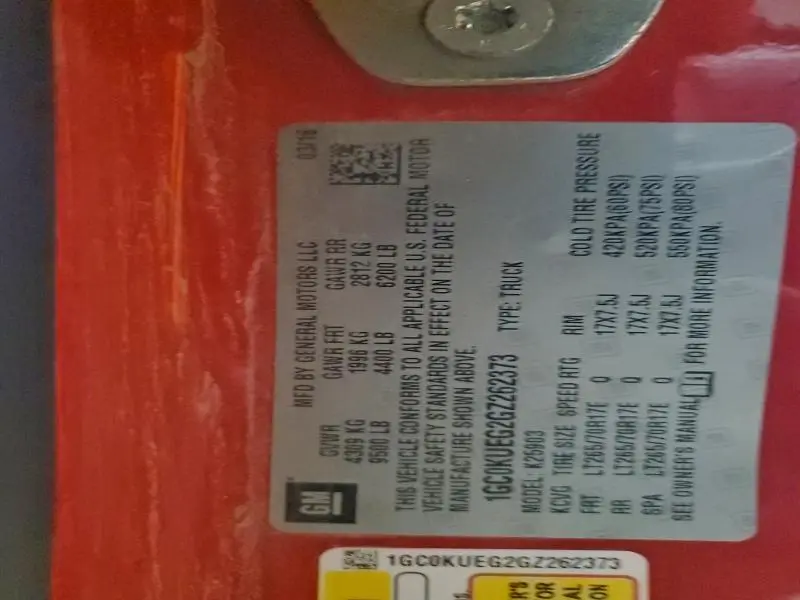 GM
MFD BY GENERAL MOTORS LLC 03/16
GVWR GAWR FRT GAWR RR
4309 KG 1996 KG 2812 KG
9500 LB 4400 LB 6200 LB
THIS VEHICLE CONFORMS TO ALL APPLICABLE U.S. FEDERAL MOTOR
VEHICLE SAFETY STANDARDS IN EFFECT ON THE DATE OF
MANUFACTURE SHOWN ABOVE.
1GC0KUEG2GZ262373 TYPE: TRUCK
MODEL: K25903
KCVG TIRE SIZE SPEED RTG RIM COLD TIRE PRESSURE
FRT LT265/70R17E Q 17X7.5J 420KPA(60PSI)
RR LT265/70R17E Q 17X7.5J 520KPA(75PSI)
SPA LT265/70R17E Q 17X7.5J 550KPA(80PSI)
SEE OWNER'S MANUAL FOR MORE INFORMATION.
1GC0KUEG2GZ262373